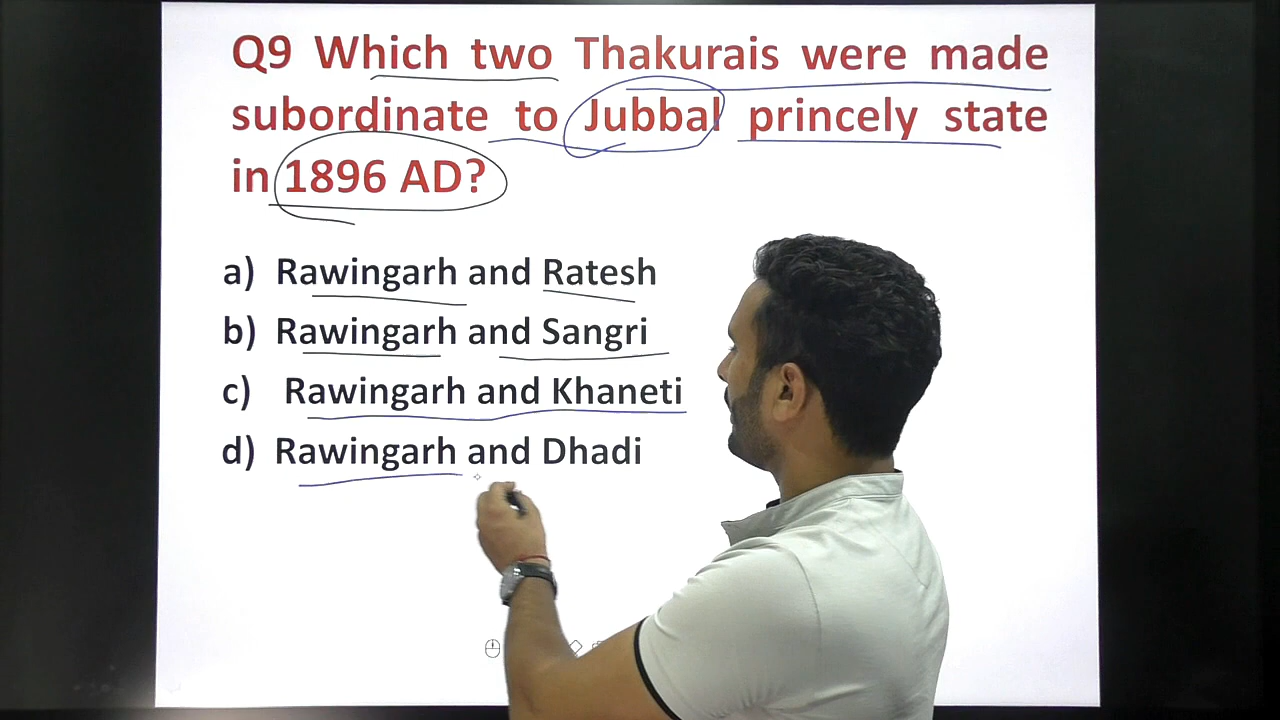 Q9 Which two Thakurais were made
subordinate to Jubbal princely state
in 1896 AD?
a) Rawingarh and Ratesh
b) Rawingarh and Sangri
c) Rawingarh and Khaneti
d) Rawingarh and Dhadi